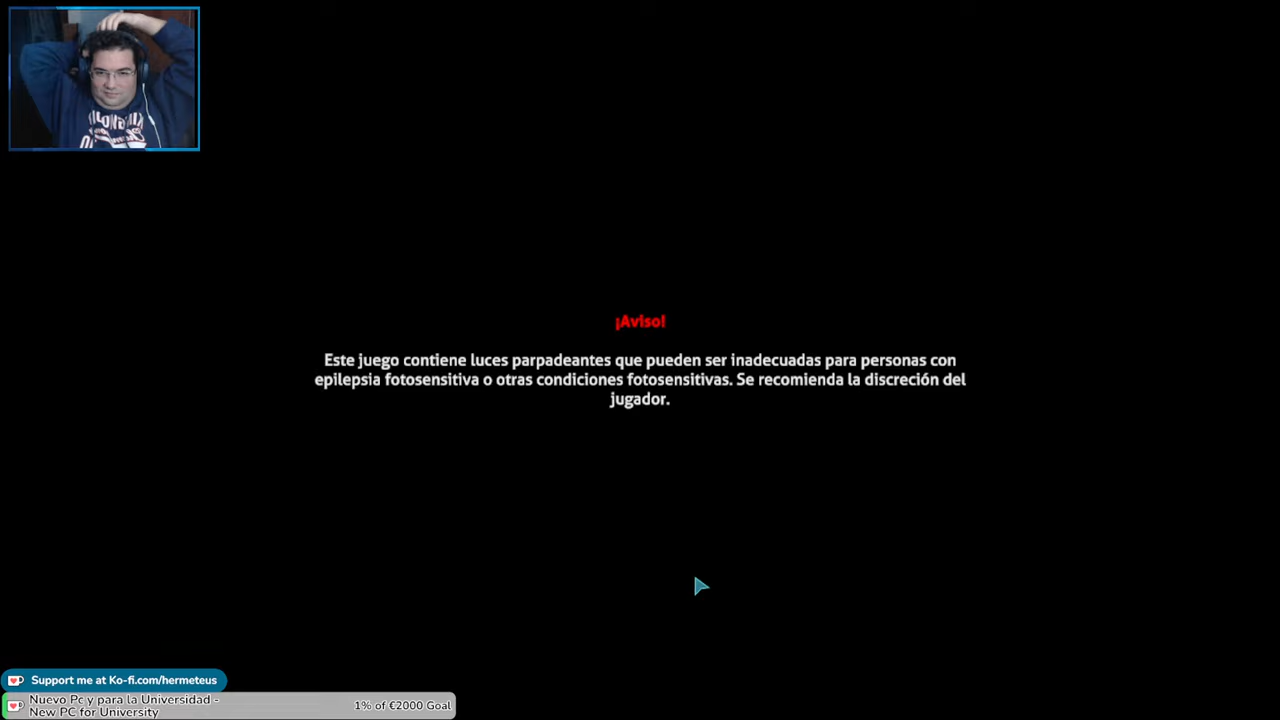 ¡Aviso!
Este juego contiene luces parpadeantes que pueden ser inadecuadas para personas con
epilepsia fotosensitiva o otras condiciones fotosensitivas. Se recomienda la discreción del
jugador.
Support me at Ko-fi.com/hermeteus
Nuevo Pc y para la Universidad -
New PC for University
1% of €2000 Goal